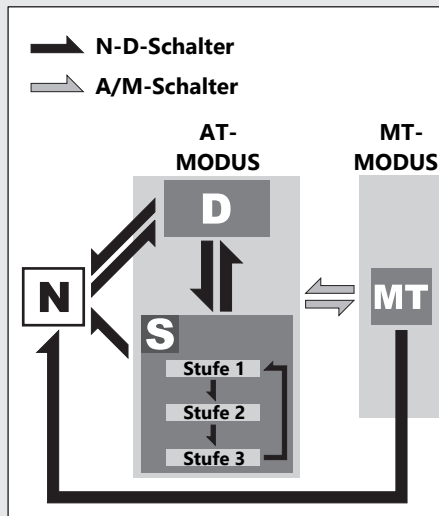 N-D-Schalter
A/M-Schalter
AT-
MODUS
MT-
MODUS
D
N
MT
S
Stufe 1
Stufe 2
Stufe 3